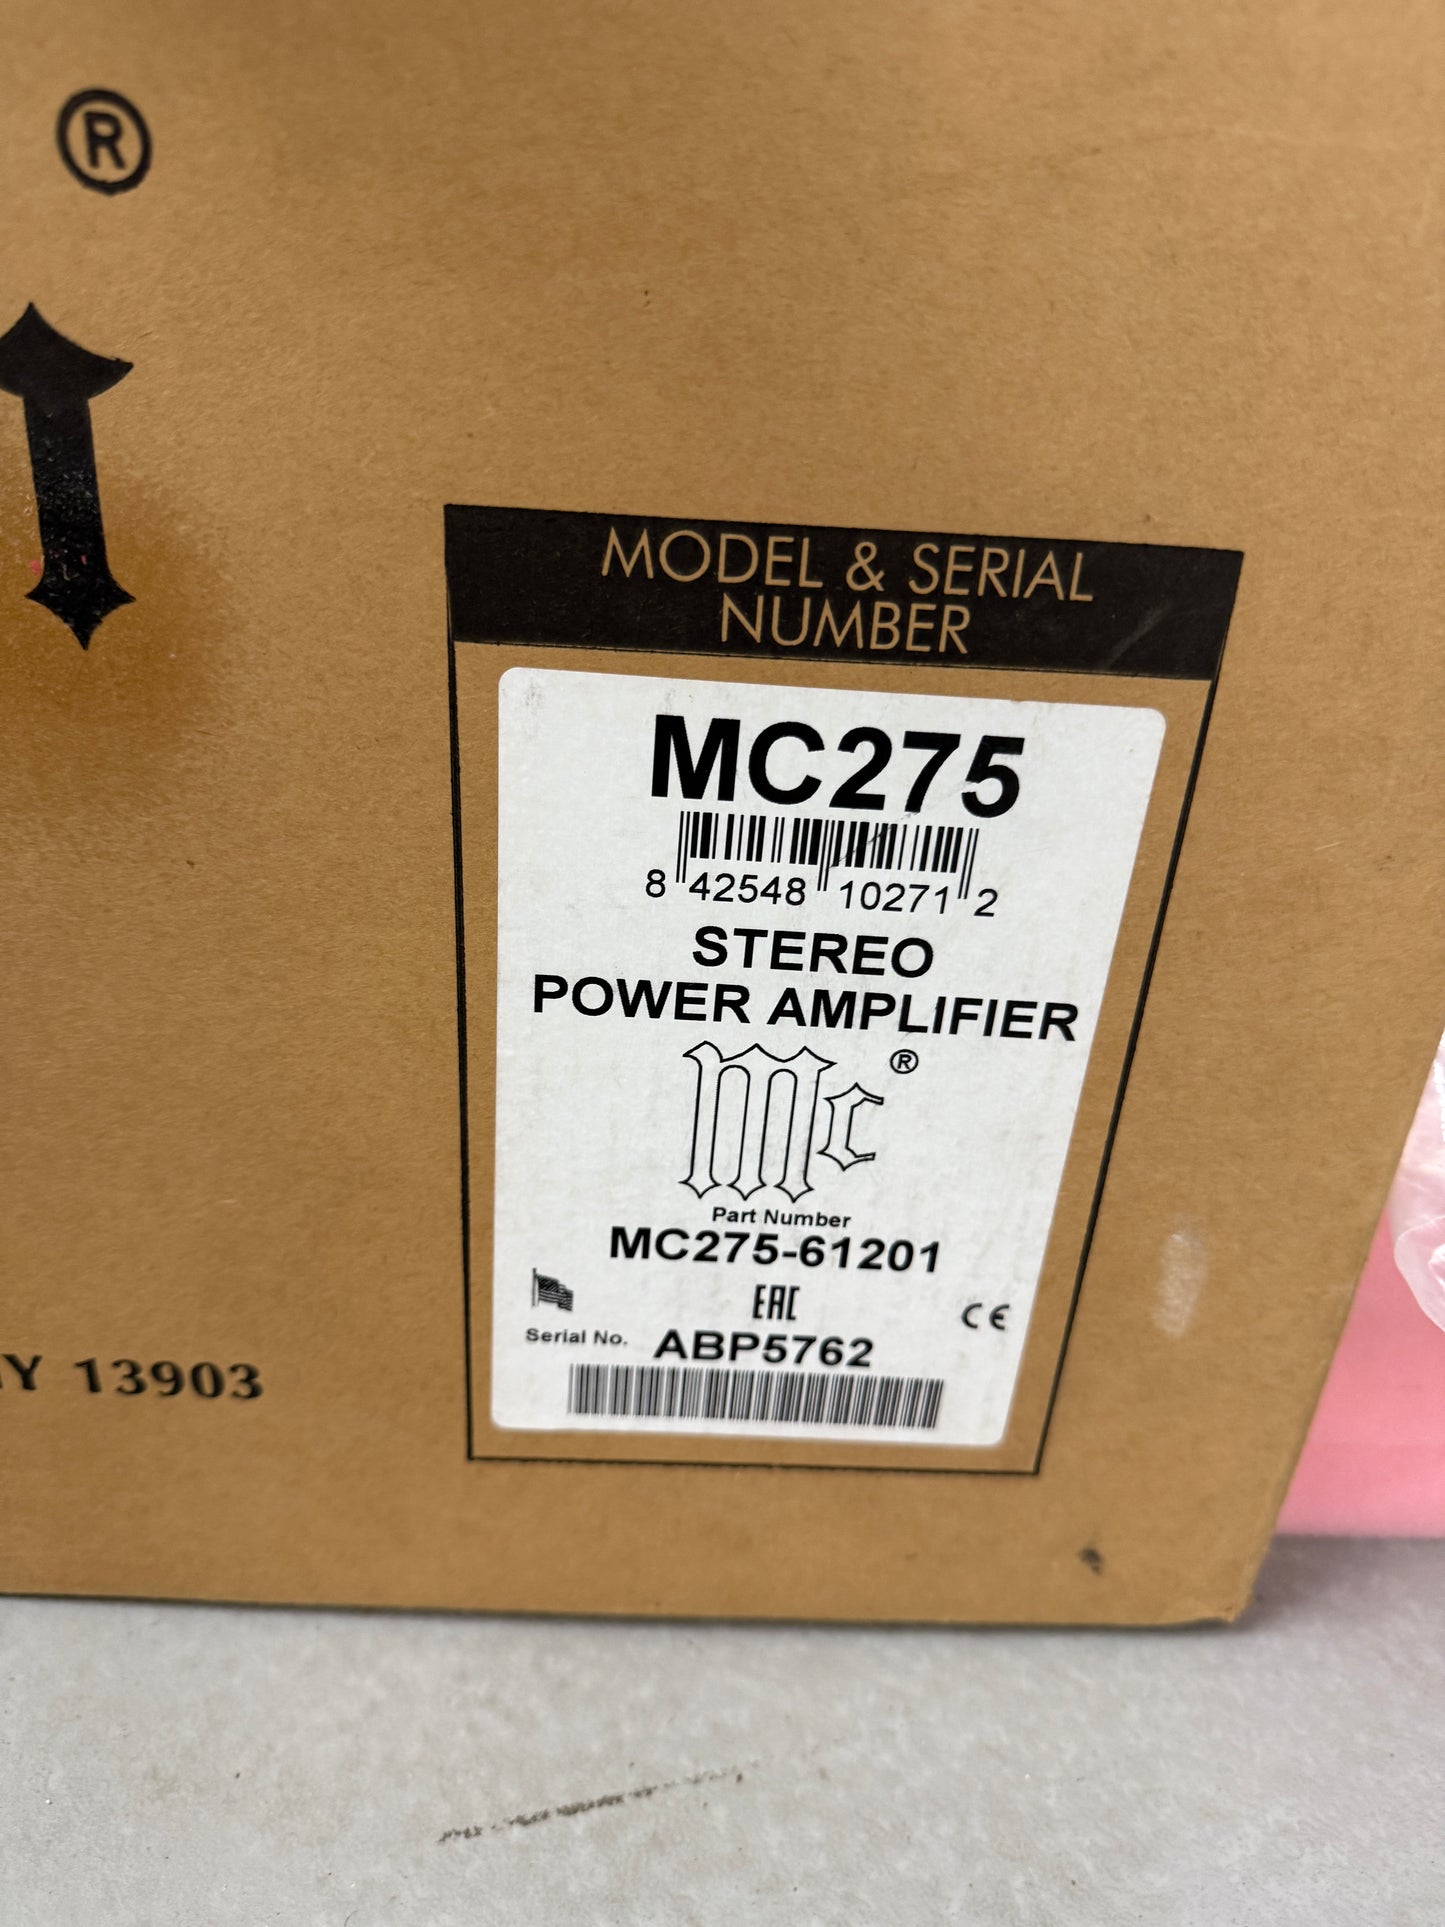 ®
MODEL & SERIAL
NUMBER
MC275
8 42548 10271 2
STEREO
POWER AMPLIFIER
Mc®
Part Number
MC275-61201
EAC
CE
Serial No. ABP5762
NY 13903